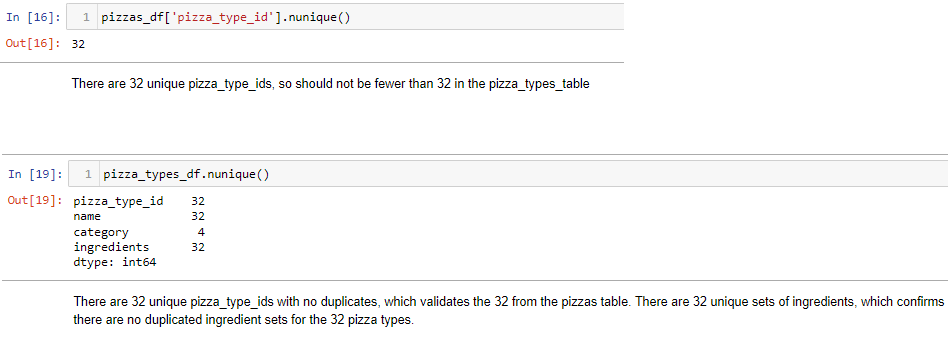 In [16]: 1 pizzas_df['pizza_type_id'].nunique()
Out[16]: 32
There are 32 unique pizza_type_ids, so should not be fewer than 32 in the pizza_types_table
In [19]: 1 pizza_types_df.nunique()
Out[19]: pizza_type_id 32
name 32
category 4
ingredients 32
dtype: int64
There are 32 unique pizza_type_ids with no duplicates, which validates the 32 from the pizzas table. There are 32 unique sets of ingredients, which confirms
there are no duplicated ingredient sets for the 32 pizza types.